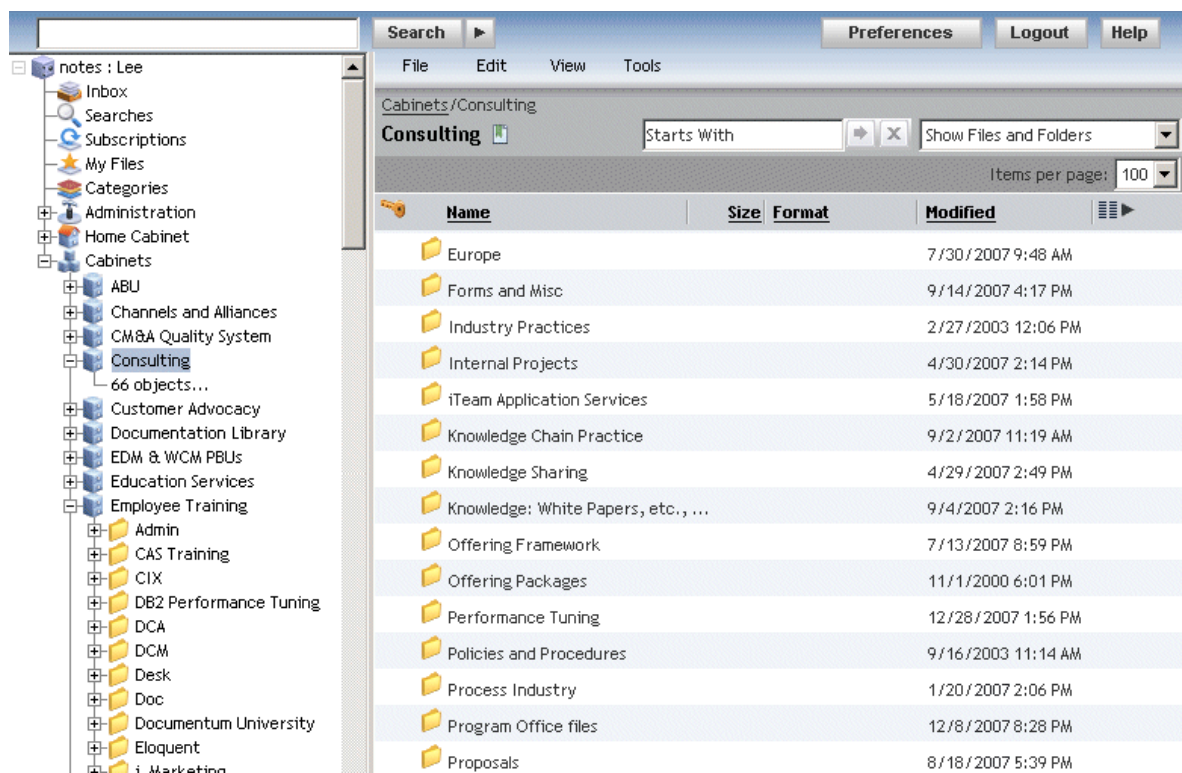 Search
Preferences
Logout
Help
notes : Lee
Inbox
Searches
Subscriptions
My Files
Categories
Administration
Home Cabinet
Cabinets
ABU
Channels and Alliances
CM&A Quality System
Consulting
66 objects...
Customer Advocacy
Documentation Library
EDM & WCM PBUs
Education Services
Employee Training
Admin
CAS Training
CIX
DB2 Performance Tuning
DCA
DCM
Desk
Doc
Documentum University
Eloquent
i-Marketing
File Edit View Tools
Cabinets/Consulting
Consulting
Starts With
Show Files and Folders
Items per page: 100
Name Size Format Modified
Europe 7/30/2007 9:48 AM
Forms and Misc 9/14/2007 4:17 PM
Industry Practices 2/27/2003 12:06 PM
Internal Projects 4/30/2007 2:14 PM
iTeam Application Services 5/18/2007 1:58 PM
Knowledge Chain Practice 9/2/2007 11:19 AM
Knowledge Sharing 4/29/2007 2:49 PM
Knowledge: White Papers, etc., ... 9/4/2007 2:16 PM
Offering Framework 7/13/2007 8:59 PM
Offering Packages 11/1/2000 6:01 PM
Performance Tuning 12/28/2007 1:56 PM
Policies and Procedures 9/16/2003 11:14 AM
Process Industry 1/20/2007 2:06 PM
Program Office files 12/8/2007 8:28 PM
Proposals 8/18/2007 5:39 PM